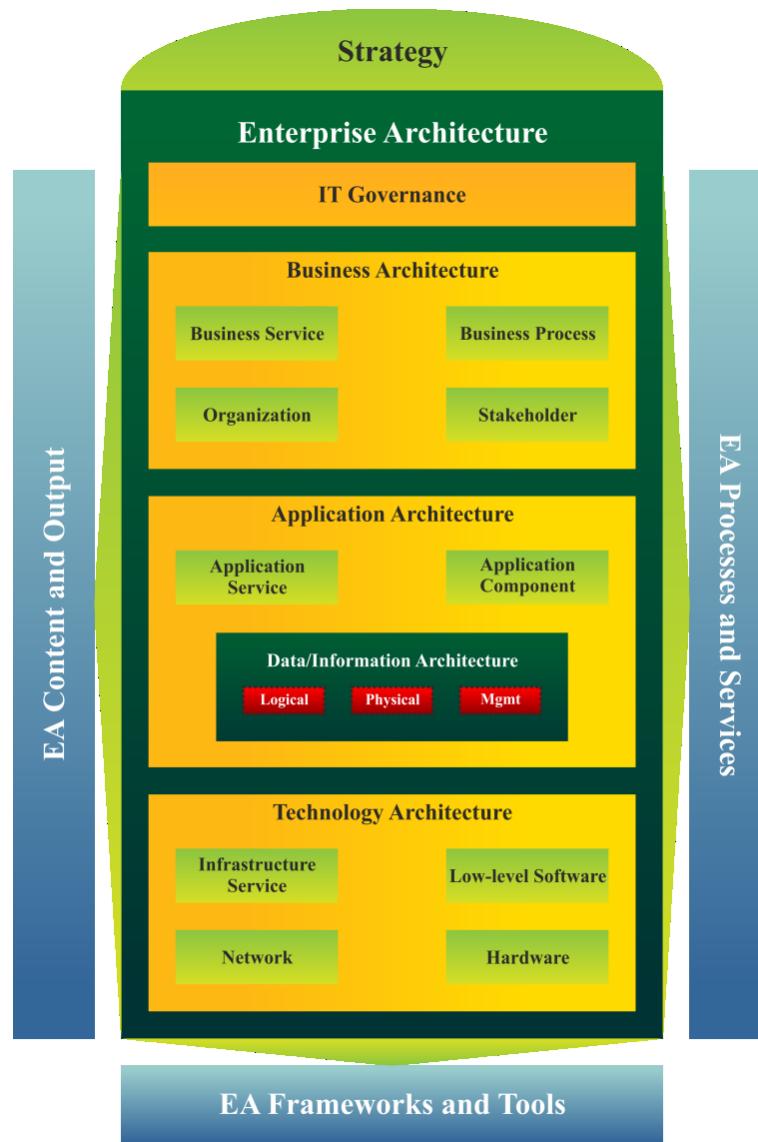 Strategy
Enterprise Architecture
IT Governance
Business Architecture
Business Service
Business Process
Organization
Stakeholder
Application Architecture
Application
Service
Application
Component
Data/Information Architecture
Logical
Physical
Mgmt
Technology Architecture
Infrastructure
Service
Low-level Software
Network
Hardware
EA Content and Output
EA Processes and Services
EA Frameworks and Tools